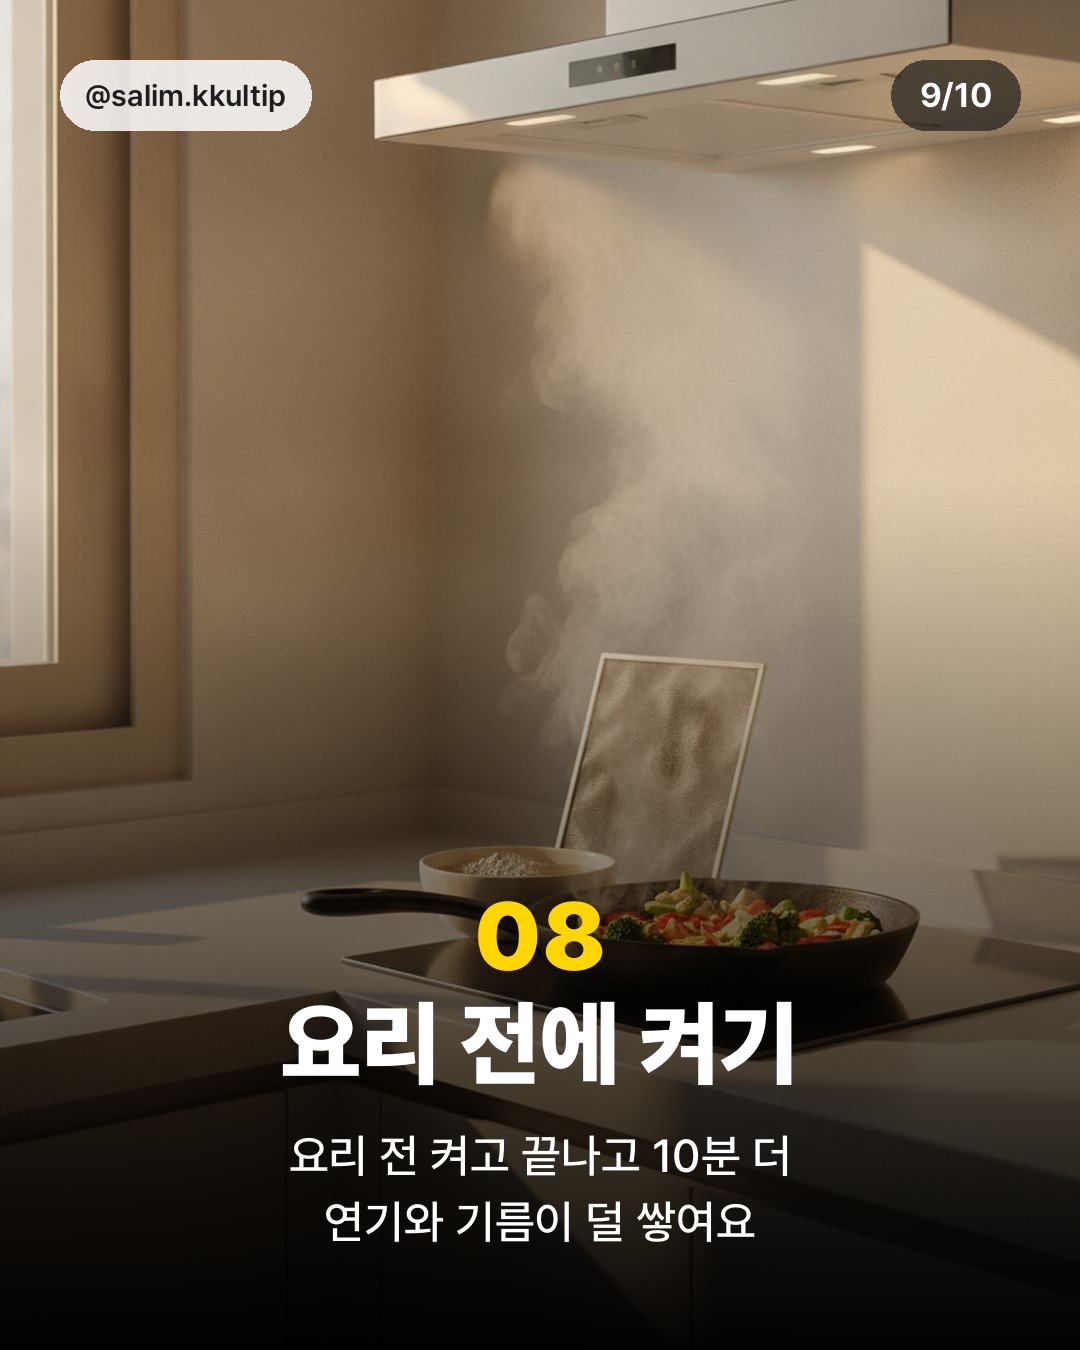 @salim.kkultip
9/10
08
요리 전에 켜기
요리 전 켜고 끝나고 10분 더
연기와 기름이 덜 쌓여요